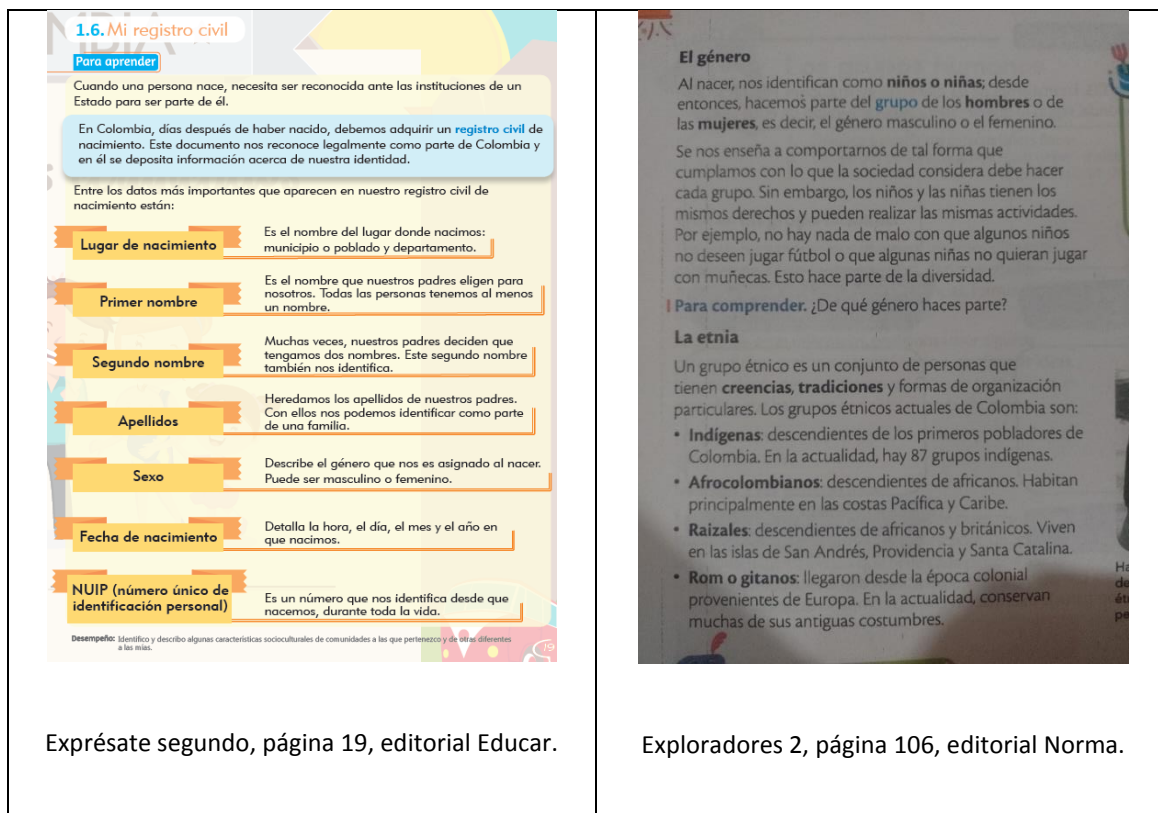 1.6. Mi registro civil
Para aprender
Cuando una persona nace, necesita ser reconocida ante las instituciones de un
Estado para ser parte de él.
En Colombia, días después de haber nacido, debemos adquirir un registro civil de
nacimiento. Este documento nos reconoce legalmente como parte de Colombia y
en él se deposita información acerca de nuestra identidad.
Entre los datos más importantes que aparecen en nuestro registro civil de
nacimiento están:
Lugar de nacimiento
Es el nombre del lugar donde nacimos:
municipio o poblado y departamento.
Primer nombre
Es el nombre que nuestros padres eligen para
nosotros. Todas las personas tenemos al menos
un nombre.
Segundo nombre
Muchas veces, nuestros padres deciden que
tengamos dos nombres. Este segundo nombre
también nos identifica.
Apellidos
Heredamos los apellidos de nuestros padres.
Con ellos nos podemos identificar como parte
de una familia.
Sexo
Describe el género que nos es asignado al nacer.
Puede ser masculino o femenino.
Fecha de nacimiento
Detalla la hora, el día, el mes y el año en
que nacimos.
NUIP (número único de
identificación personal)
Es un número que nos identifica desde que
nacemos, durante toda la vida.
Desempeño: Identifico y describo algunas características socioculturales de comunidades a las que pertenezco y de otras diferentes
a las mías.
19
Exprésate segundo, página 19, editorial Educar.
El género
Al nacer, nos identifican como niños o niñas; desde
entonces, hacemos parte del grupo de los hombres o de
las mujeres, es decir, el género masculino o el femenino.
Se nos enseña a comportarnos de tal forma que
cumplamos con lo que la sociedad considera debe hacer
cada grupo. Sin embargo, los niños y las niñas tienen los
mismos derechos y pueden realizar las mismas actividades.
Por ejemplo, no hay nada de malo con que algunos niños
no deseen jugar fútbol o que algunas niñas no quieran jugar
con muñecas. Esto hace parte de la diversidad.
Para comprender. ¿De qué género haces parte?
La etnia
Un grupo étnico es un conjunto de personas que
tienen creencias, tradiciones y formas de organización
particulares. Los grupos étnicos actuales de Colombia son:
• Indígenas: descendientes de los primeros pobladores de
Colombia. En la actualidad, hay 87 grupos indígenas.
• Afrocolombianos: descendientes de africanos. Habitan
principalmente en las costas Pacífica y Caribe.
• Raizales: descendientes de africanos y británicos. Viven
en las islas de San Andrés, Providencia y Santa Catalina.
• Rom o gitanos: llegaron desde la época colonial
provenientes de Europa. En la actualidad, conservan
muchas de sus antiguas costumbres.
Exploradores 2, página 106, editorial Norma.